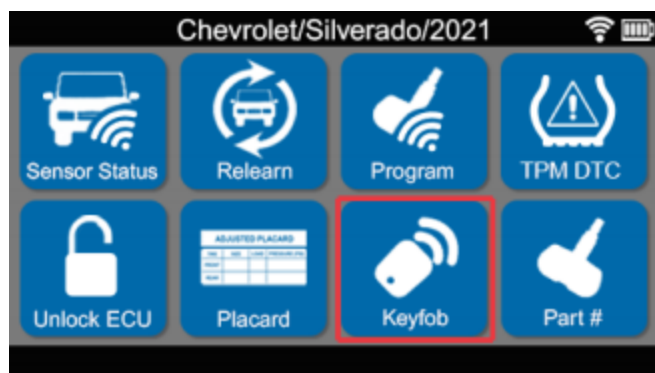 Chevrolet/Silverado/2021
Sensor Status
Relearn
Program
TPM DTC
ADJUSTED PLACARD
Unlock ECU
Placard
Keyfob
Part #